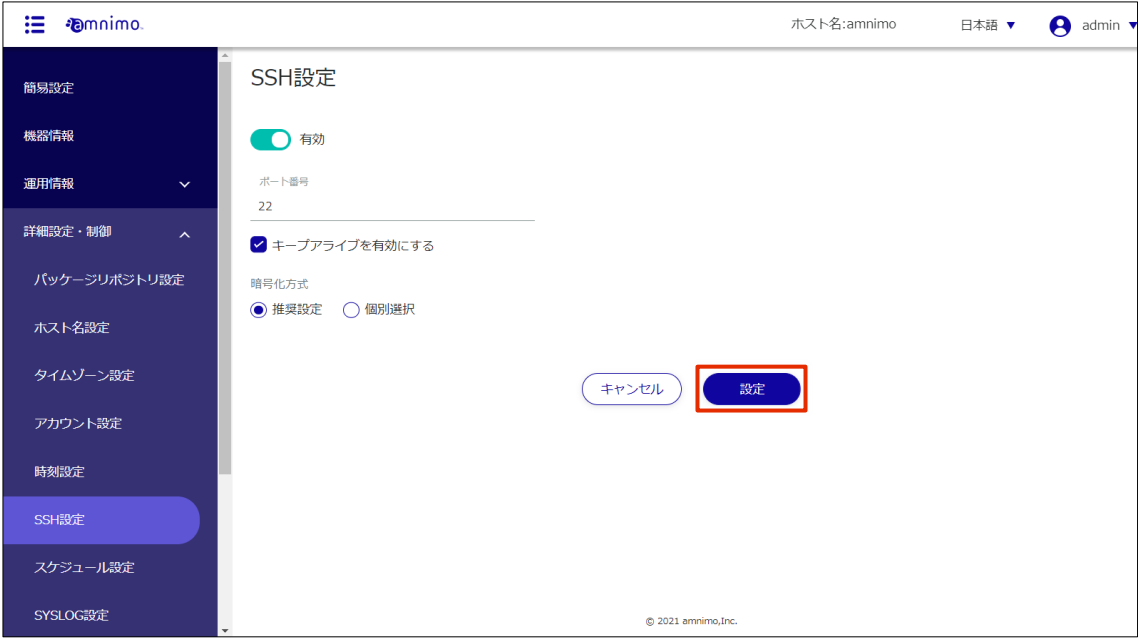 amnimo
ホスト名:amnimo
日本語
admin
簡易設定
機器情報
運用情報
詳細設定・制御
パッケージリポジトリ設定
ホスト名設定
タイムゾーン設定
アカウント設定
時刻設定
SSH設定
スケジュール設定
SYSLOG設定
SSH設定
有効
ポート番号
22
キープアライブを有効にする
暗号化方式
推奨設定 個別選択
キャンセル 設定
© 2021 amnimo,Inc.